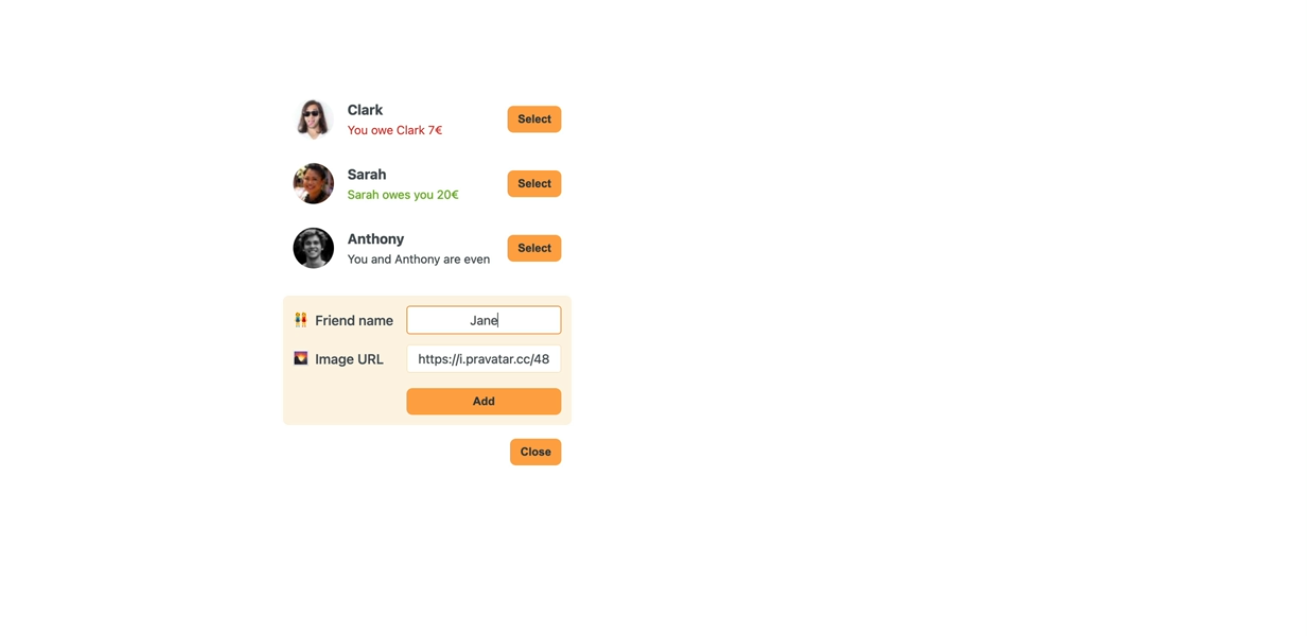 Clark
You owe Clark 7€
Select
Sarah
Sarah owes you 20€
Select
Anthony
You and Anthony are even
Select
Friend name
Jane
Image URL
https://i.pravatar.cc/48
Add
Close